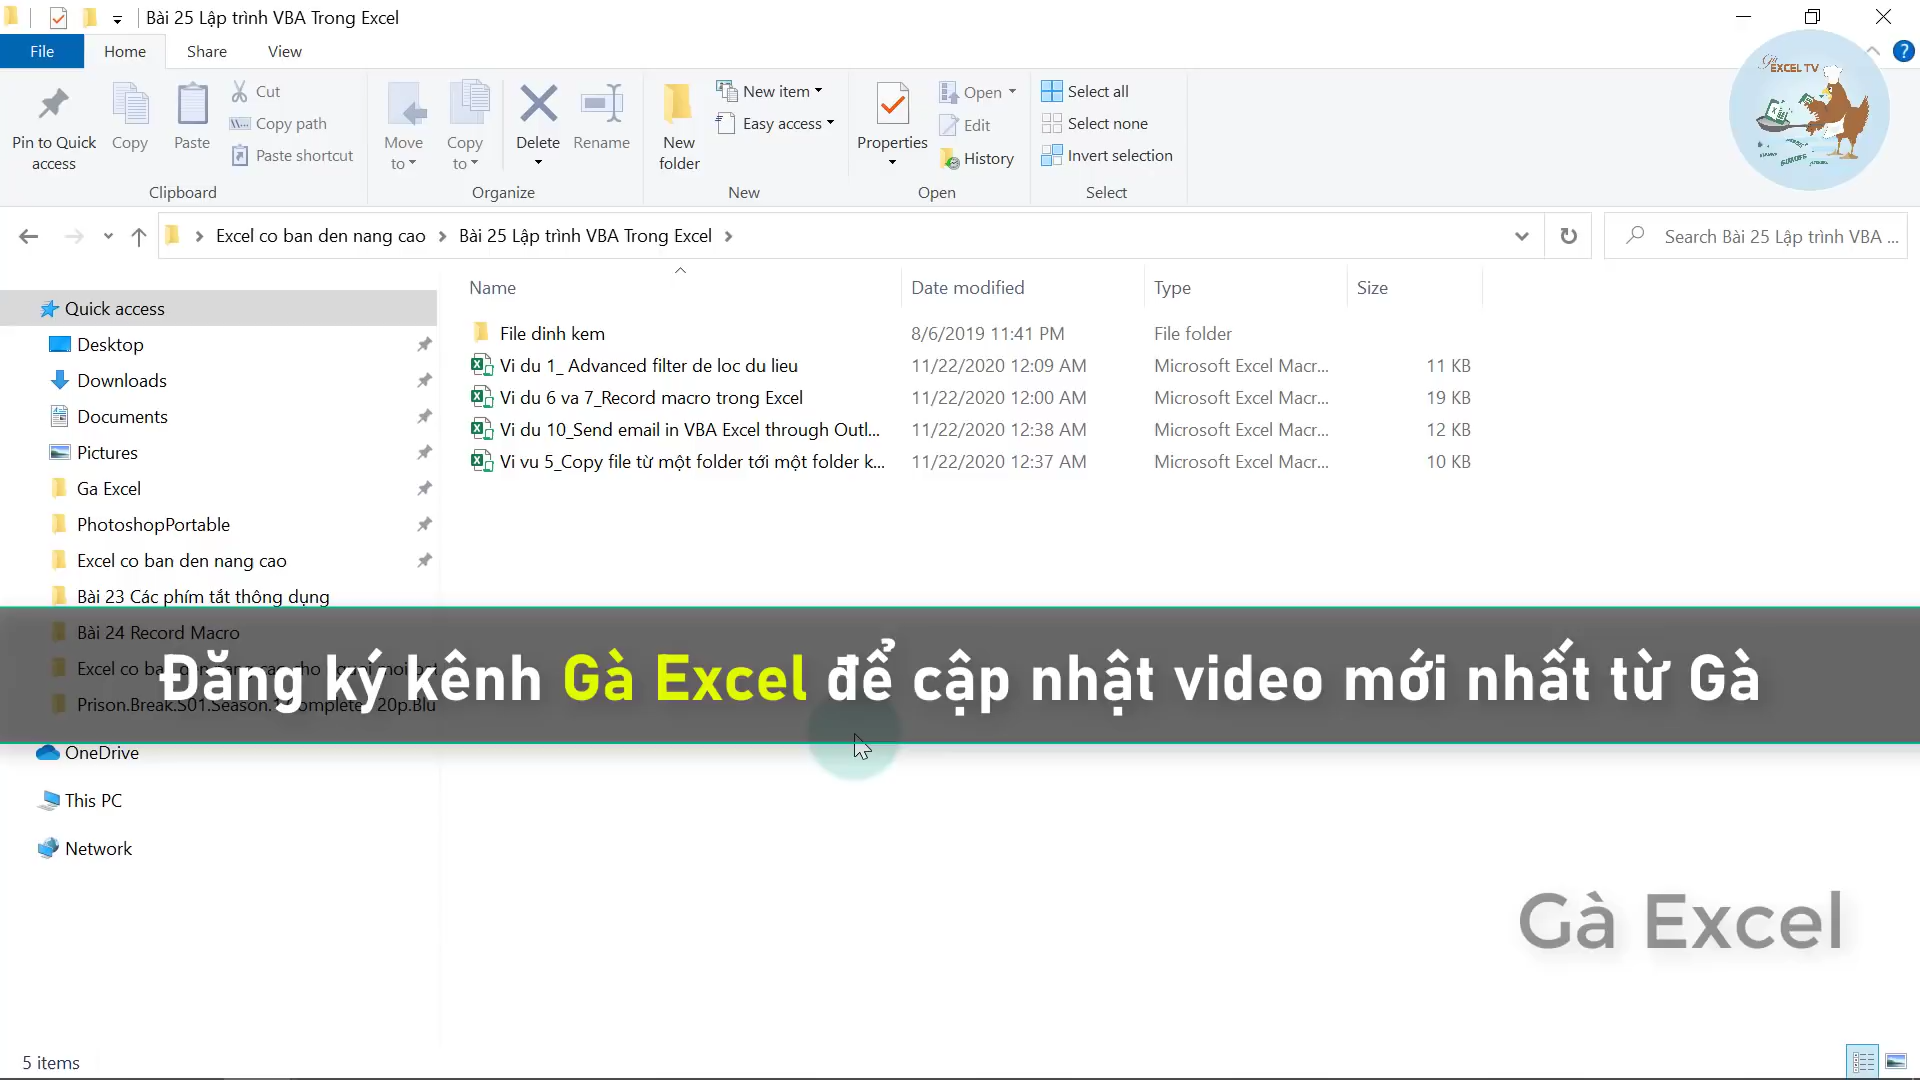 Bài 25 Lập trình VBA Trong Excel
File
Home
Share
View
Pin to Quick access
Copy
Paste
Cut
Copy path
Paste shortcut
Clipboard
Move to
Copy to
Delete
Rename
Organize
New folder
New item
Easy access
New
Properties
Open
Edit
History
Open
Select all
Select none
Invert selection
Select
EXCEL TV
Excel co ban den nang cao
Bài 25 Lập trình VBA Trong Excel
Search Bài 25 Lập trình VBA ...
Name
Date modified
Type
Size
File dinh kem 8/6/2019 11:41 PM File folder
Vi du 1_ Advanced filter de loc du lieu 11/22/2020 12:09 AM Microsoft Excel Macr... 11 KB
Vi du 6 va 7_Record macro trong Excel 11/22/2020 12:00 AM Microsoft Excel Macr... 19 KB
Vi du 10_Send email in VBA Excel through Outl... 11/22/2020 12:38 AM Microsoft Excel Macr... 12 KB
Vi vu 5_Copy file từ một folder tới một folder k... 11/22/2020 12:37 AM Microsoft Excel Macr... 10 KB
Quick access
Desktop
Downloads
Documents
Pictures
Ga Excel
PhotoshopPortable
Excel co ban den nang cao
Bài 23 Các phím tắt thông dụng
Bài 24 Record Macro
Đăng ký kênh Gà Excel để cập nhật video mới nhất từ Gà
OneDrive
This PC
Network
Gà Excel
5 items